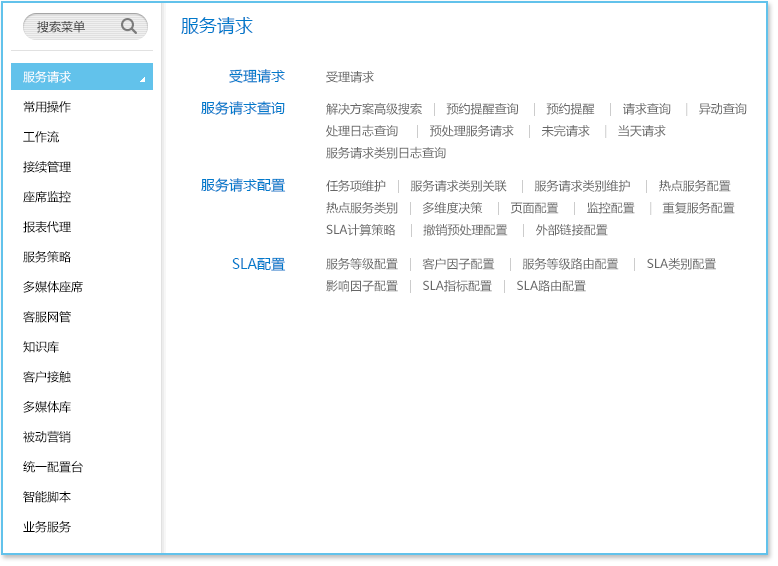 搜索菜单
服务请求
常用操作
工作流
接续管理
座席监控
报表代理
服务策略
多媒体座席
客服网管
知识库
客户接触
多媒体库
被动营销
统一配置台
智能脚本
业务服务
服务请求
受理请求 受理请求
服务请求查询 解决方案高级搜索 | 预约提醒查询 | 预约提醒 | 请求查询 | 异动查询
处理日志查询 | 预处理服务请求 | 未完请求 | 当天请求
服务请求类别日志查询
服务请求配置 任务项维护 | 服务请求类别关联 | 服务请求类别维护 | 热点服务配置
热点服务类别 | 多维度决策 | 页面配置 | 监控配置 | 重复服务配置
SLA计算策略 | 撤销预处理配置 | 外部链接配置
SLA配置 服务等级配置 | 客户因子配置 | 服务等级路由配置 | SLA类别配置
影响因子配置 | SLA指标配置 | SLA路由配置